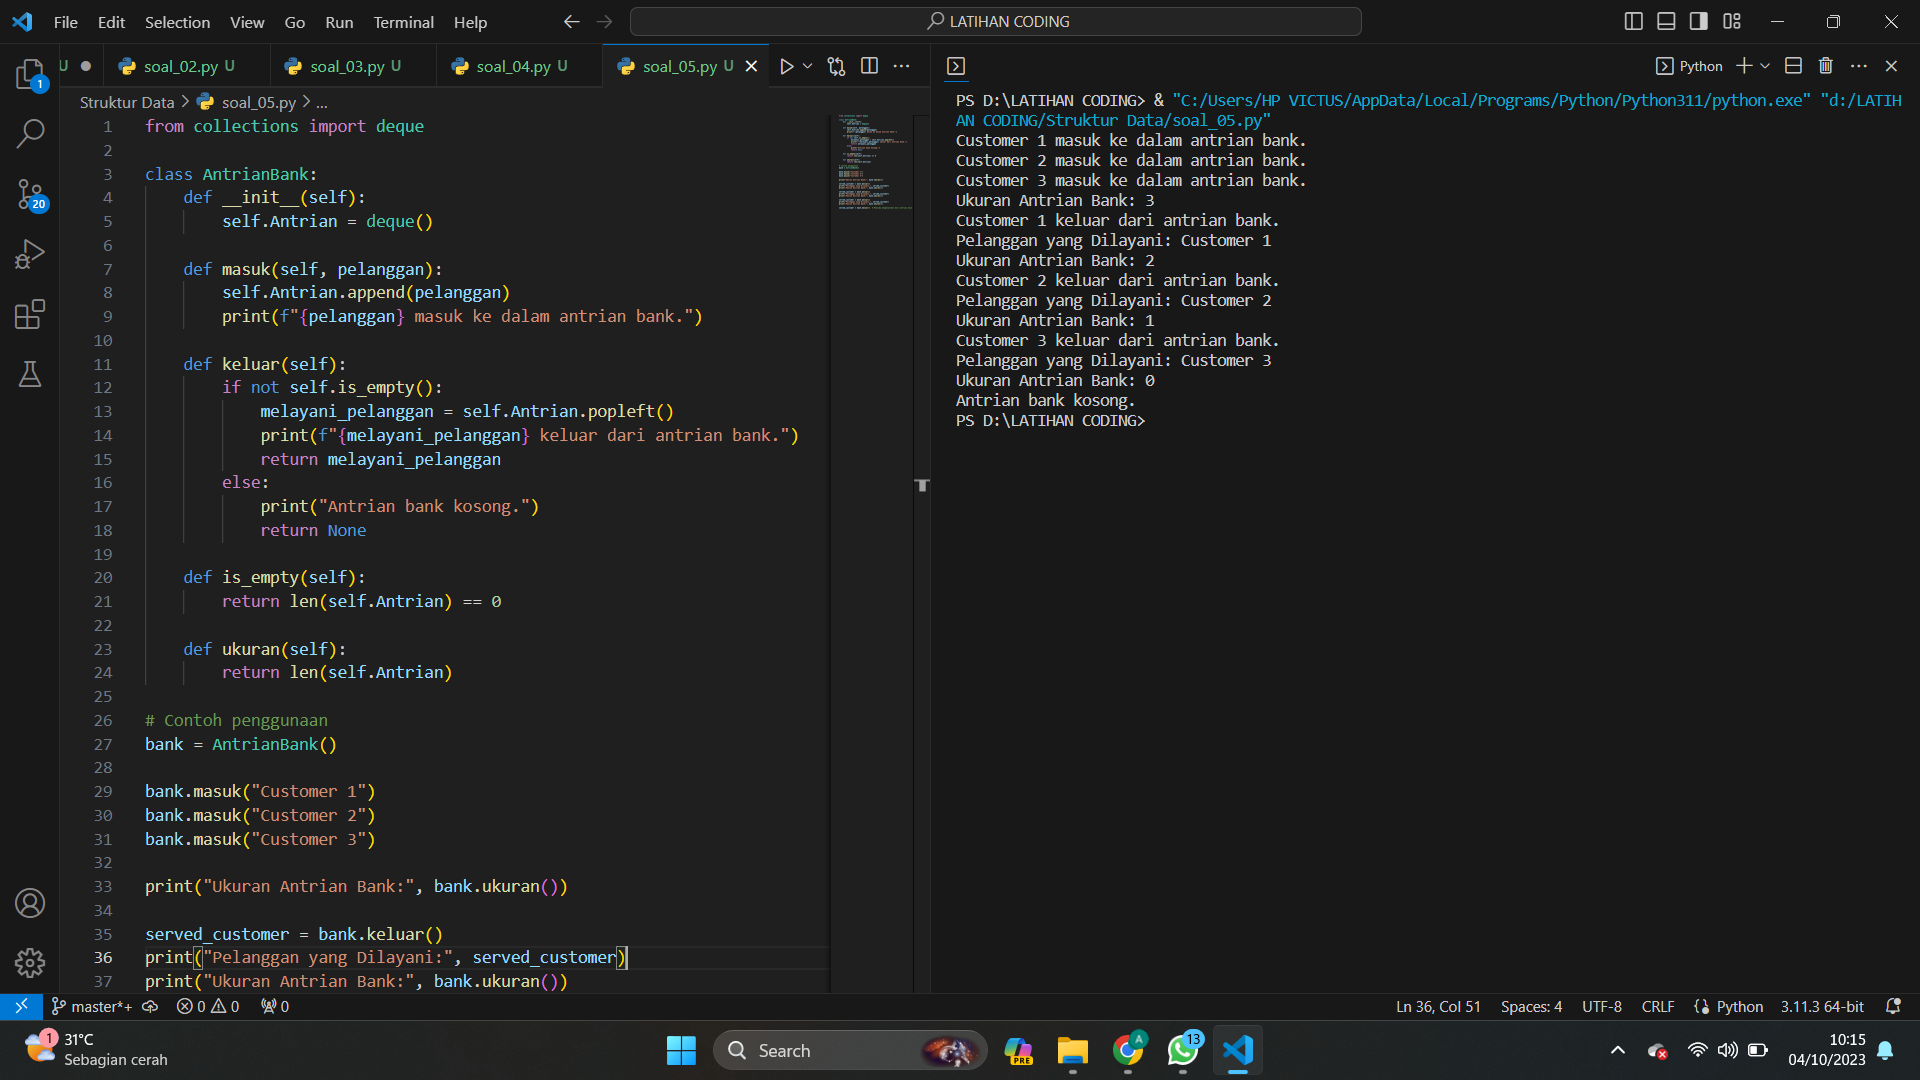 File Edit Selection View Go Run Terminal Help
LATIHAN CODING
1
20
U
soal_02.py U
soal_03.py U
soal_04.py U
soal_05.py U
Struktur Data > soal_05.py > ...
1 from collections import deque
2
3 class AntrianBank:
4     def __init__(self):
5         self.Antrian = deque()
6
7     def masuk(self, pelanggan):
8         self.Antrian.append(pelanggan)
9         print(f"{pelanggan} masuk ke dalam antrian bank.")
10
11     def keluar(self):
12         if not self.is_empty():
13             melayani_pelanggan = self.Antrian.popleft()
14             print(f"{melayani_pelanggan} keluar dari antrian bank.")
15             return melayani_pelanggan
16         else:
17             print("Antrian bank kosong.")
18             return None
19
20     def is_empty(self):
21         return len(self.Antrian) == 0
22
23     def ukuran(self):
24         return len(self.Antrian)
25
26 # Contoh penggunaan
27 bank = AntrianBank()
28
29 bank.masuk("Customer 1")
30 bank.masuk("Customer 2")
31 bank.masuk("Customer 3")
32
33 print("Ukuran Antrian Bank:", bank.ukuran())
34
35 served_customer = bank.keluar()
36 print("Pelanggan yang Dilayani:", served_customer)
37 print("Ukuran Antrian Bank:", bank.ukuran())
Python
PS D:\LATIHAN CODING> & "C:/Users/HP VICTUS/AppData/Local/Programs/Python/Python311/python.exe" "d:/LATIH
AN CODING/Struktur Data/soal_05.py"
Customer 1 masuk ke dalam antrian bank.
Customer 2 masuk ke dalam antrian bank.
Customer 3 masuk ke dalam antrian bank.
Ukuran Antrian Bank: 3
Customer 1 keluar dari antrian bank.
Pelanggan yang Dilayani: Customer 1
Ukuran Antrian Bank: 2
Customer 2 keluar dari antrian bank.
Pelanggan yang Dilayani: Customer 2
Ukuran Antrian Bank: 1
Customer 3 keluar dari antrian bank.
Pelanggan yang Dilayani: Customer 3
Ukuran Antrian Bank: 0
Antrian bank kosong.
PS D:\LATIHAN CODING>
master*+ 0 0 0
Ln 36, Col 51 Spaces: 4 UTF-8 CRLF Python 3.11.3 64-bit
1 31°C
Sebagian cerah
Search
PRE
A
13
10:15
04/10/2023